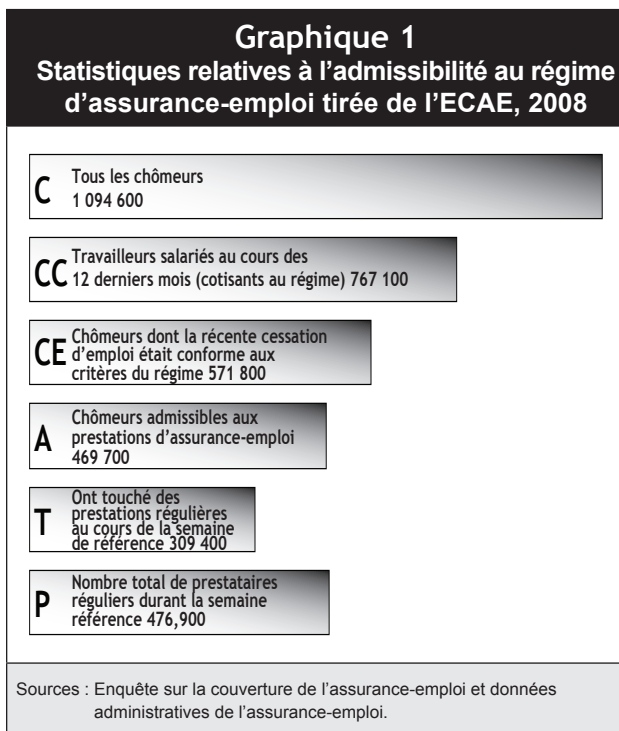 Graphique 1
Statistiques relatives à l’admissibilité au régime
d’assurance-emploi tirée de l’ECAE, 2008
C Tous les chômeurs
1 094 600
CC Travailleurs salariés au cours des
12 derniers mois (cotisants au régime) 767 100
CE Chômeurs dont la récente cessation
d’emploi était conforme aux
critères du régime 571 800
A Chômeurs admissibles aux
prestations d’assurance-emploi
469 700
T Ont touché des
prestations régulières
au cours de la semaine
de référence 309 400
P Nombre total de prestataires
réguliers durant la semaine
référence 476,900
Sources : Enquête sur la couverture de l’assurance-emploi et données
administratives de l’assurance-emploi.